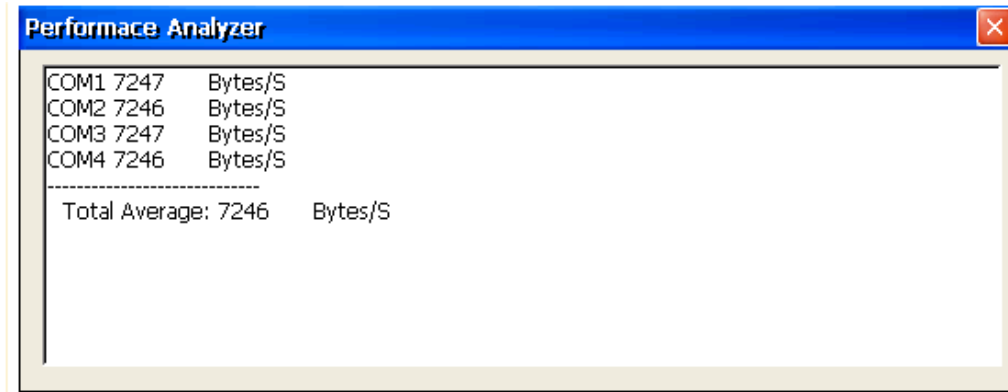 Performace Analyzer
COM1 7247 Bytes/S
COM2 7246 Bytes/S
COM3 7247 Bytes/S
COM4 7246 Bytes/S
-----------------------------
Total Average: 7246 Bytes/S